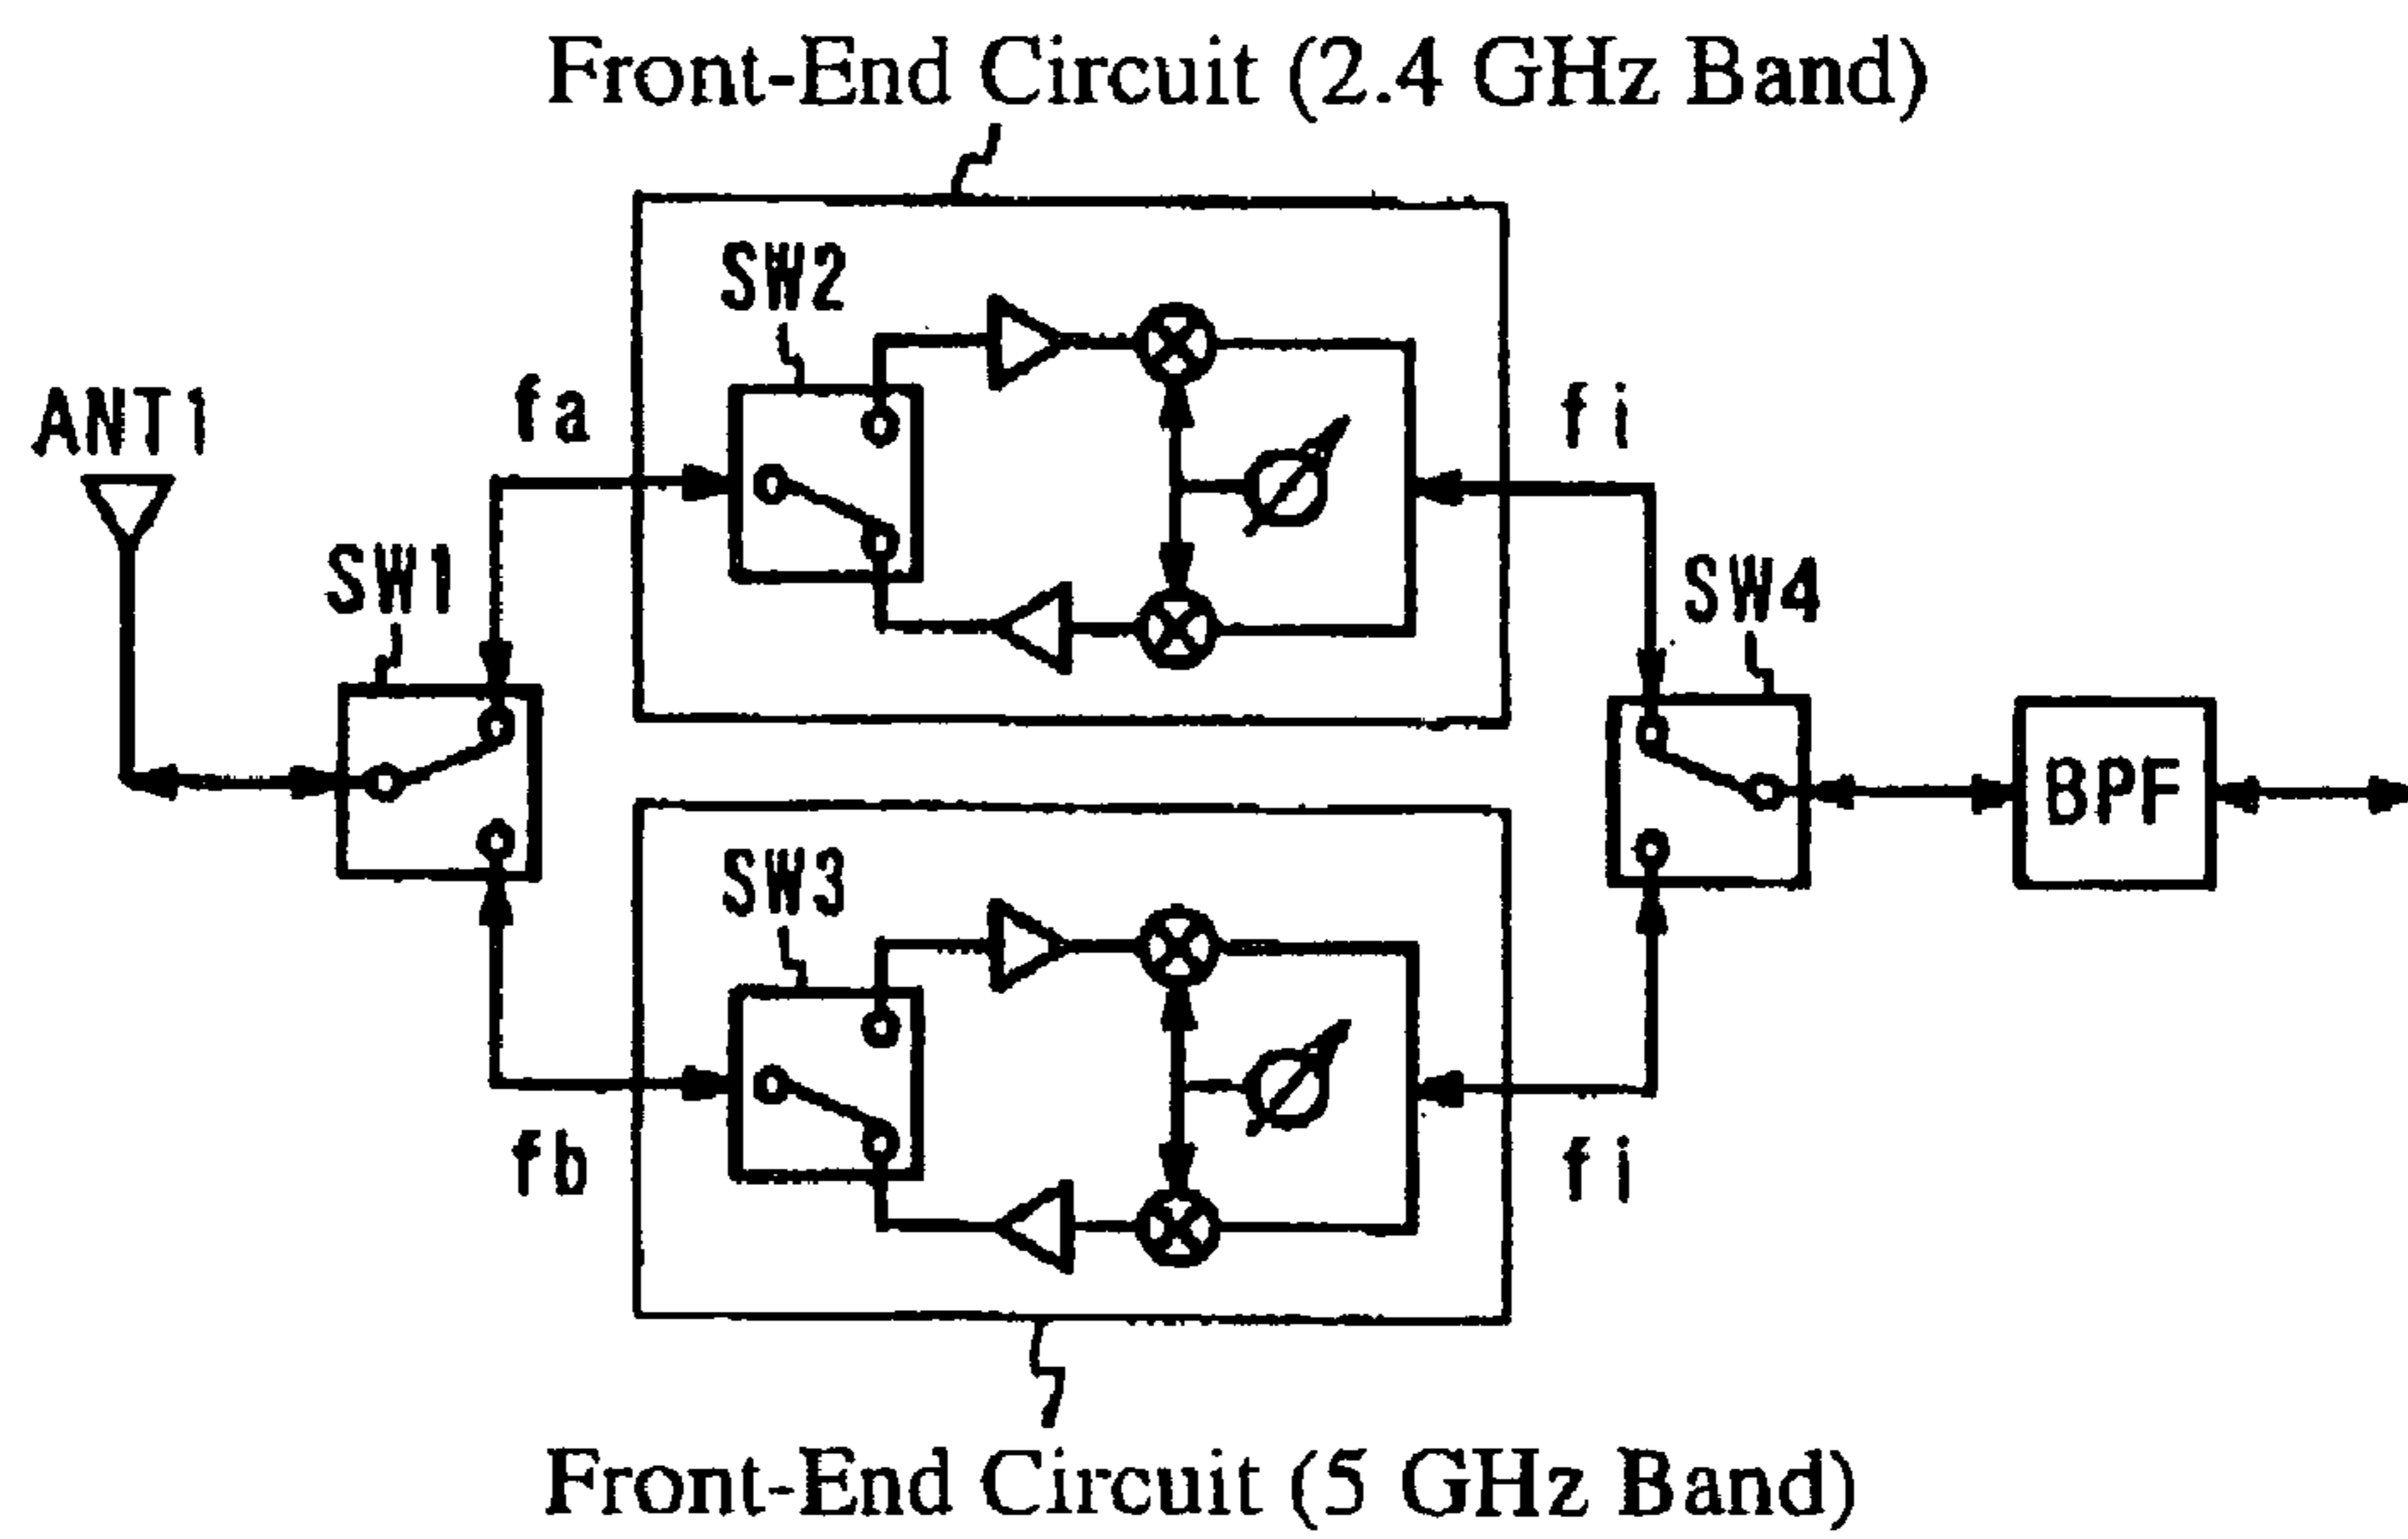 Front-End Circuit (2.4 GHz Band)
SW2
fa
fi
ANT1
SW1
SW4
BPF
SW3
fb
fi
Front-End Circuit (5 GHz Band)